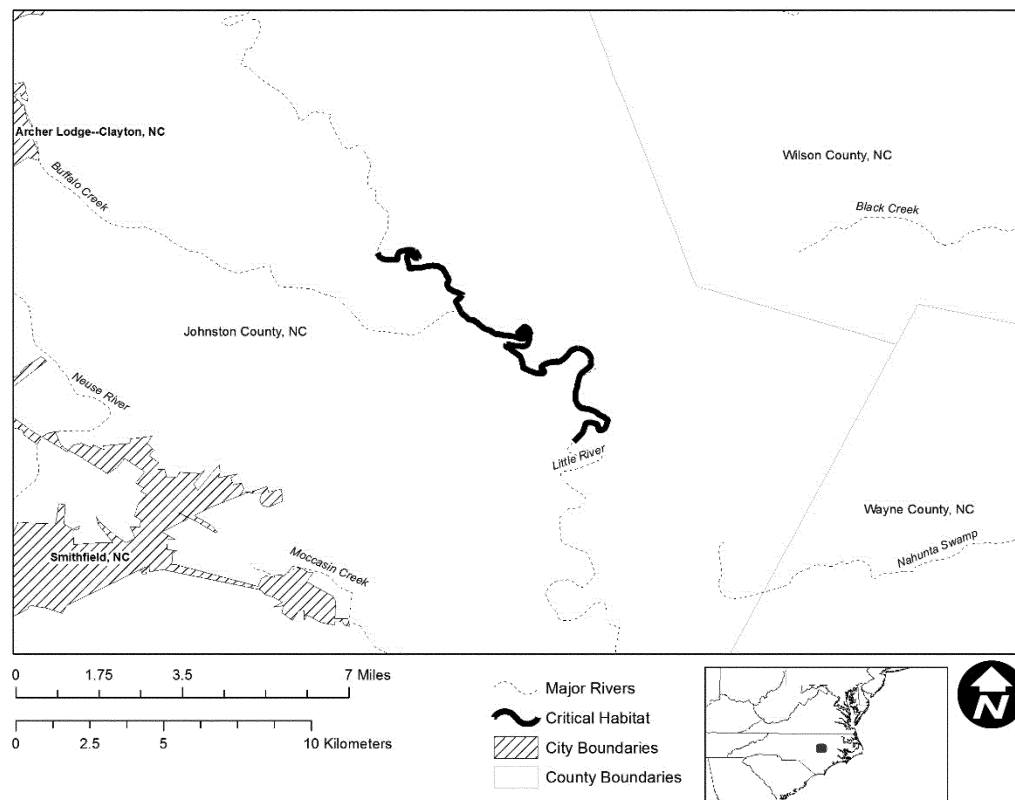 Archer Lodge--Clayton, NC
Buffalo Creek
Wilson County, NC
Black Creek
Johnston County, NC
Neuse River
Little River
Wayne County, NC
Nahunta Swamp
Smithfield, NC
Moccasin Creek
0 1.75 3.5 7 Miles
0 2.5 5 10 Kilometers
Major Rivers
Critical Habitat
City Boundaries
County Boundaries
N